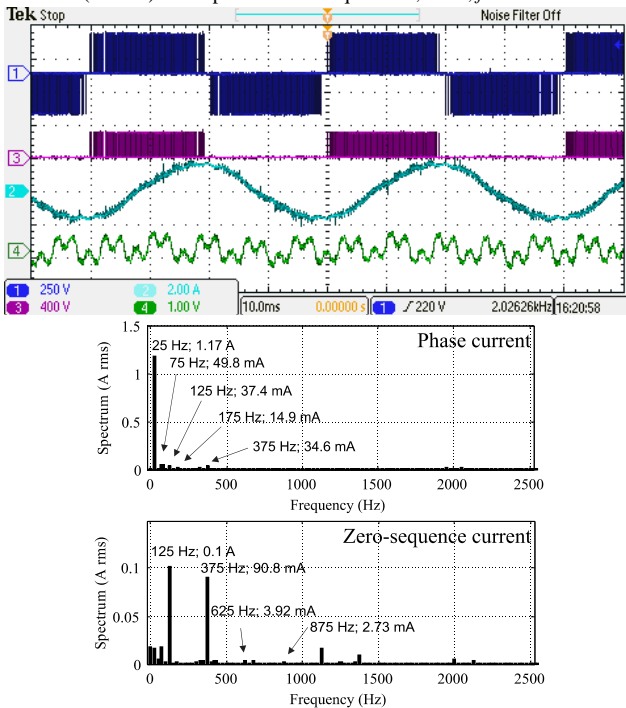 Tek Stop
Noise Filter Off
1
3
2
4
1 250 V 2 2.00 A
3 400 V 4 1.00 V
10.0ms 0.00000 s
1 220 V 2.02626kHz 16:20:58
Phase current
Spectrum (A rms)
1.5
1
0.5
0
25 Hz; 1.17 A
75 Hz; 49.8 mA
125 Hz; 37.4 mA
175 Hz; 14.9 mA
375 Hz; 34.6 mA
0 500 1000 1500 2000 2500
Frequency (Hz)
Zero-sequence current
Spectrum (A rms)
0.1
0.05
0
125 Hz; 0.1 A
375 Hz; 90.8 mA
625 Hz; 3.92 mA
875 Hz; 2.73 mA
0 500 1000 1500 2000 2500
Frequency (Hz)